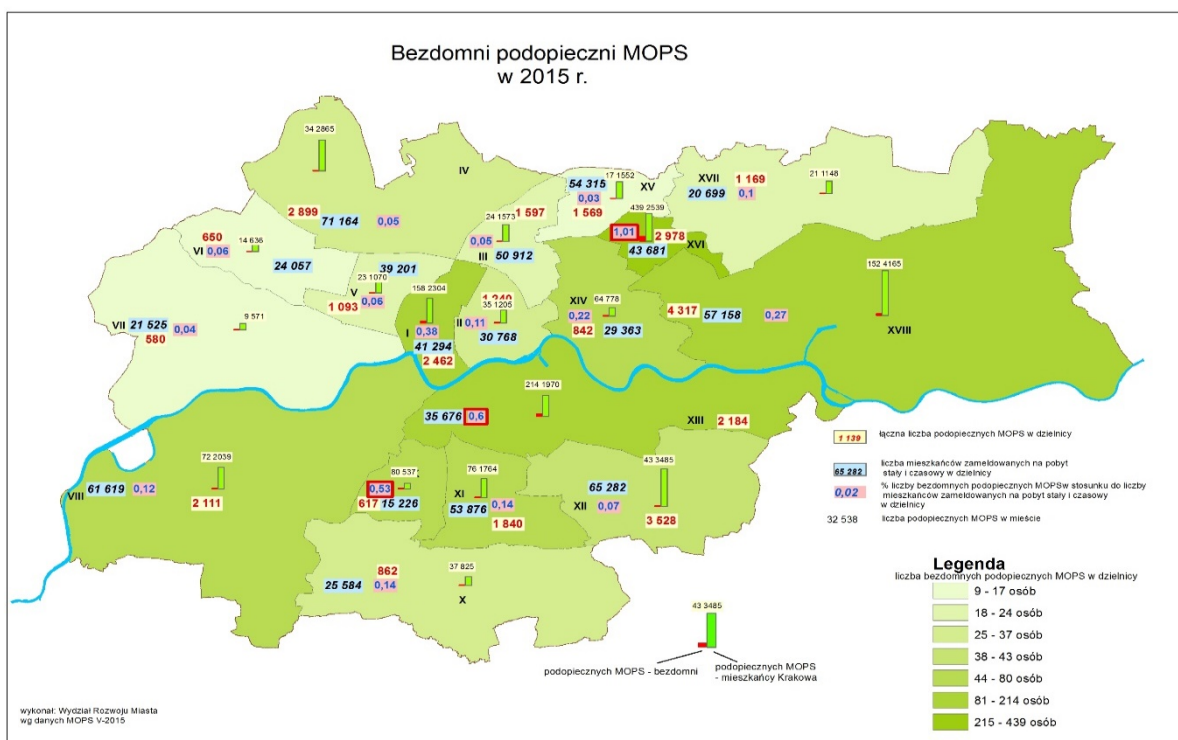 Bezdomni podopieczni MOPS
w 2015 r.
34 2865
IV
2 899
71 164
0,05
54 315
17 1552
XV
0,03
1 569
XVII
1 169
20 699
0,1
21 1148
24 1573
1 597
0,05
III
50 912
439 2539
1,01
2 978
XVI
43 681
650
14 636
VI
0,06
24 057
39 201
23 1070
V
0,06
1 093
158 2304
I
0,38
41 294
2 462
1 240
35 1205
II
0,11
30 768
XIV
64 778
0,22
842
29 363
4 317
57 158
0,27
152 4165
XVIII
VII
21 525
0,04
9 571
580
214 1970
35 676
0,6
XIII
2 184
72 2039
VIII
61 619
0,12
2 111
80 537
0,53
617
15 226
76 1764
XI
0,14
53 876
1 840
43 3485
65 282
XII
0,07
3 528
862
25 584
0,14
37 825
X
1 139
łączna liczba podopiecznych MOPS w dzielnicy
65 282
liczba mieszkańców zameldowanych na pobyt
stały i czasowy w dzielnicy
0,02
% liczby bezdomnych podopiecznych MOPSw stosunku do liczby
mieszkańców zameldowanych na pobyt stały i czasowy
w dzielnicy
32 538
liczba podopiecznych MOPS w mieście
Legenda
liczba bezdomnych podopiecznych MOPS w dzielnicy
9 - 17 osób
18 - 24 osób
25 - 37 osób
38 - 43 osób
44 - 80 osób
81 - 214 osób
215 - 439 osób
43 3485
podopiecznych MOPS - bezdomni
podopiecznych MOPS
- mieszkańcy Krakowa
wykonał: Wydział Rozwoju Miasta
wg danych MOPS V-2015